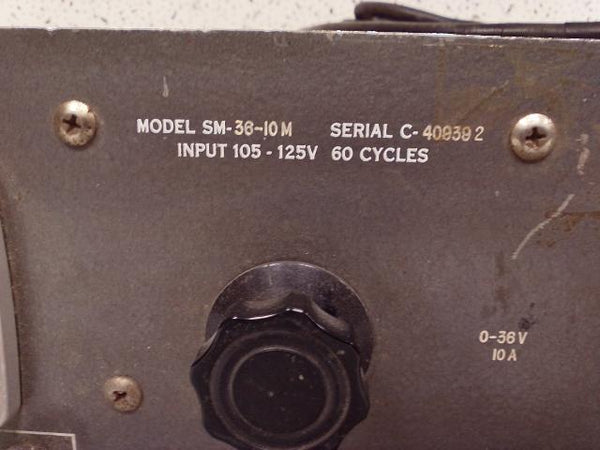 MODEL SM-36-10M SERIAL C-409392
INPUT 105-125V 60 CYCLES
0-36V
10A